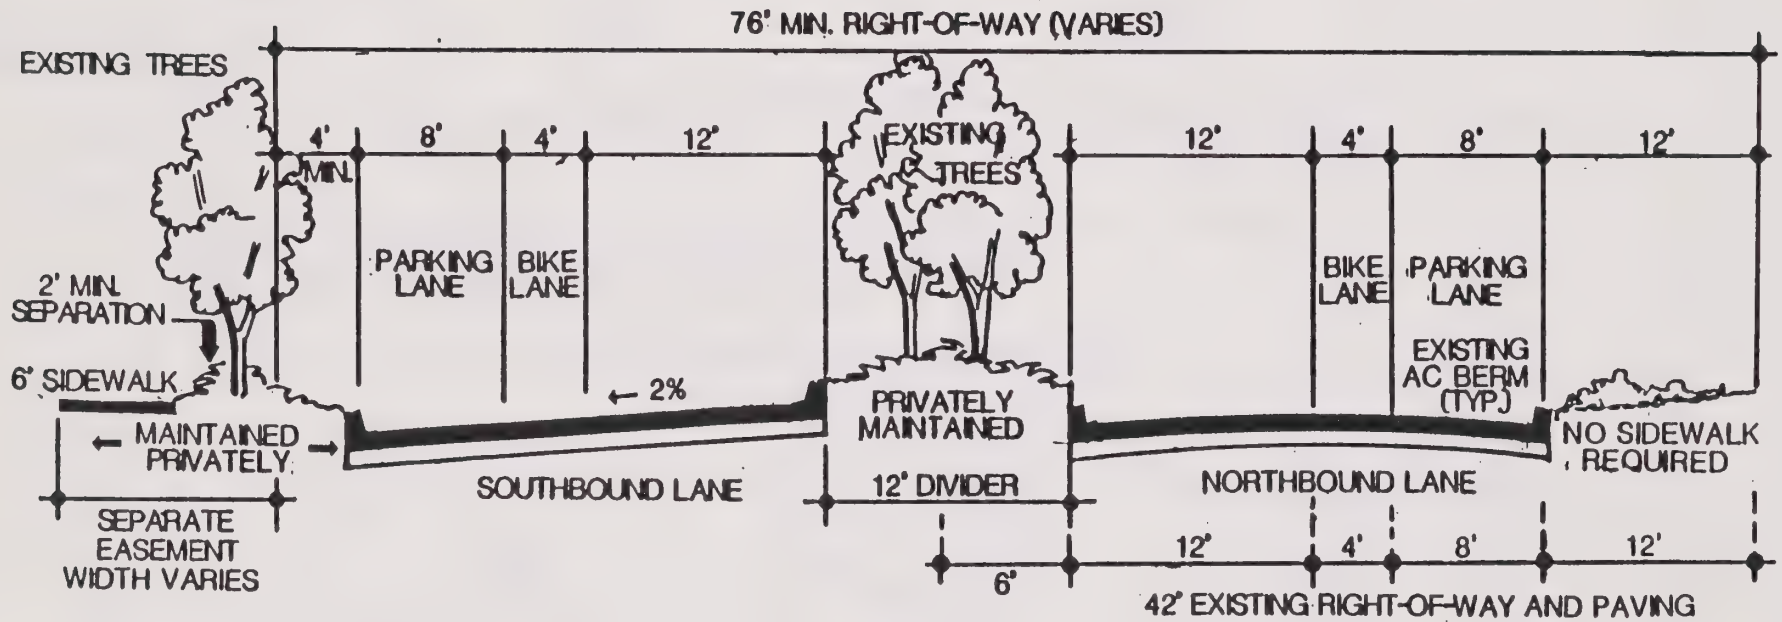 76' MIN. RIGHT-OF-WAY (VARIES)
EXISTING TREES
4'
MIN.
8'
4'
12'
EXISTING
TREES
12'
4'
8'
12'
PARKING
LANE
BIKE
LANE
BIKE
LANE
PARKING
LANE
2' MIN.
SEPARATION
6' SIDEWALK
← 2%
EXISTING
AC BERM
(TYP.)
PRIVATELY
MAINTAINED
← MAINTAINED
PRIVATELY →
NO SIDEWALK
REQUIRED
SOUTHBOUND LANE
12' DIVIDER
NORTHBOUND LANE
SEPARATE
EASEMENT
WIDTH VARIES
6'
12'
4'
8'
12'
42' EXISTING RIGHT-OF-WAY AND PAVING